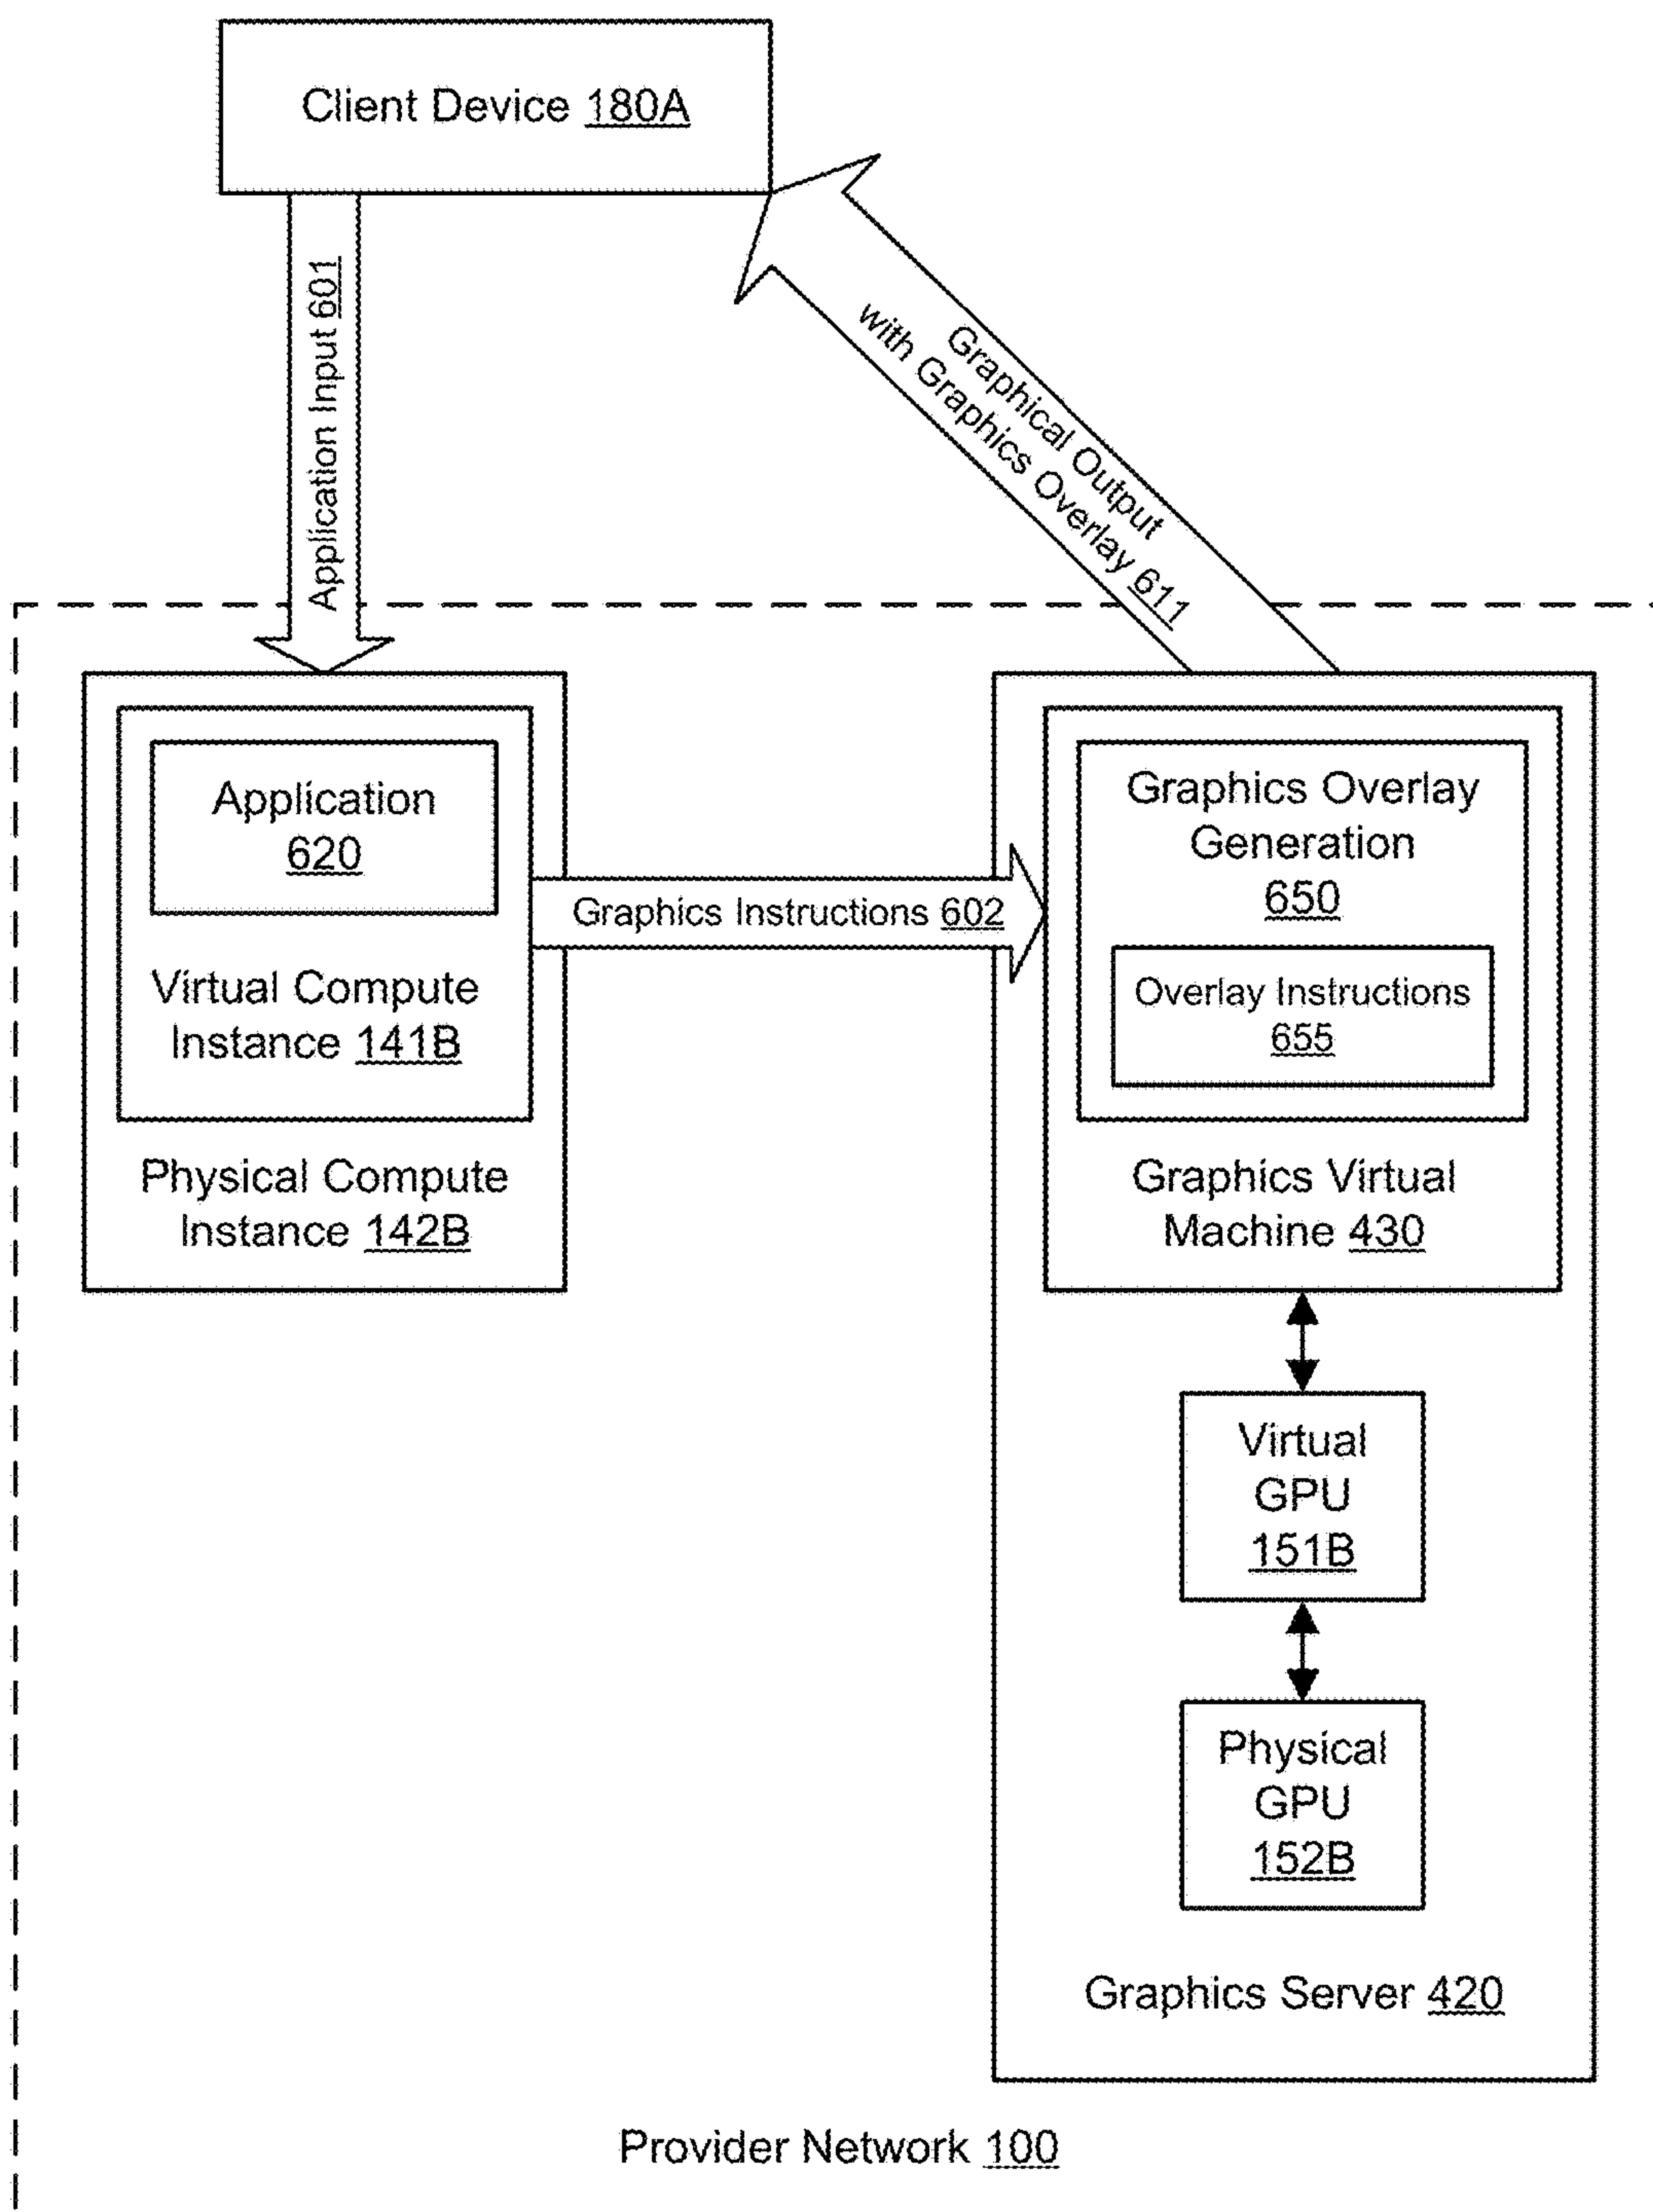 Client Device 180A
Application Input 601
Graphical Output
with Graphics Overlay 611
Application
620
Virtual Compute
Instance 141B
Physical Compute
Instance 142B
Graphics Instructions 602
Graphics Overlay
Generation
650
Overlay Instructions
655
Graphics Virtual
Machine 430
Virtual
GPU
151B
Physical
GPU
152B
Graphics Server 420
Provider Network 100